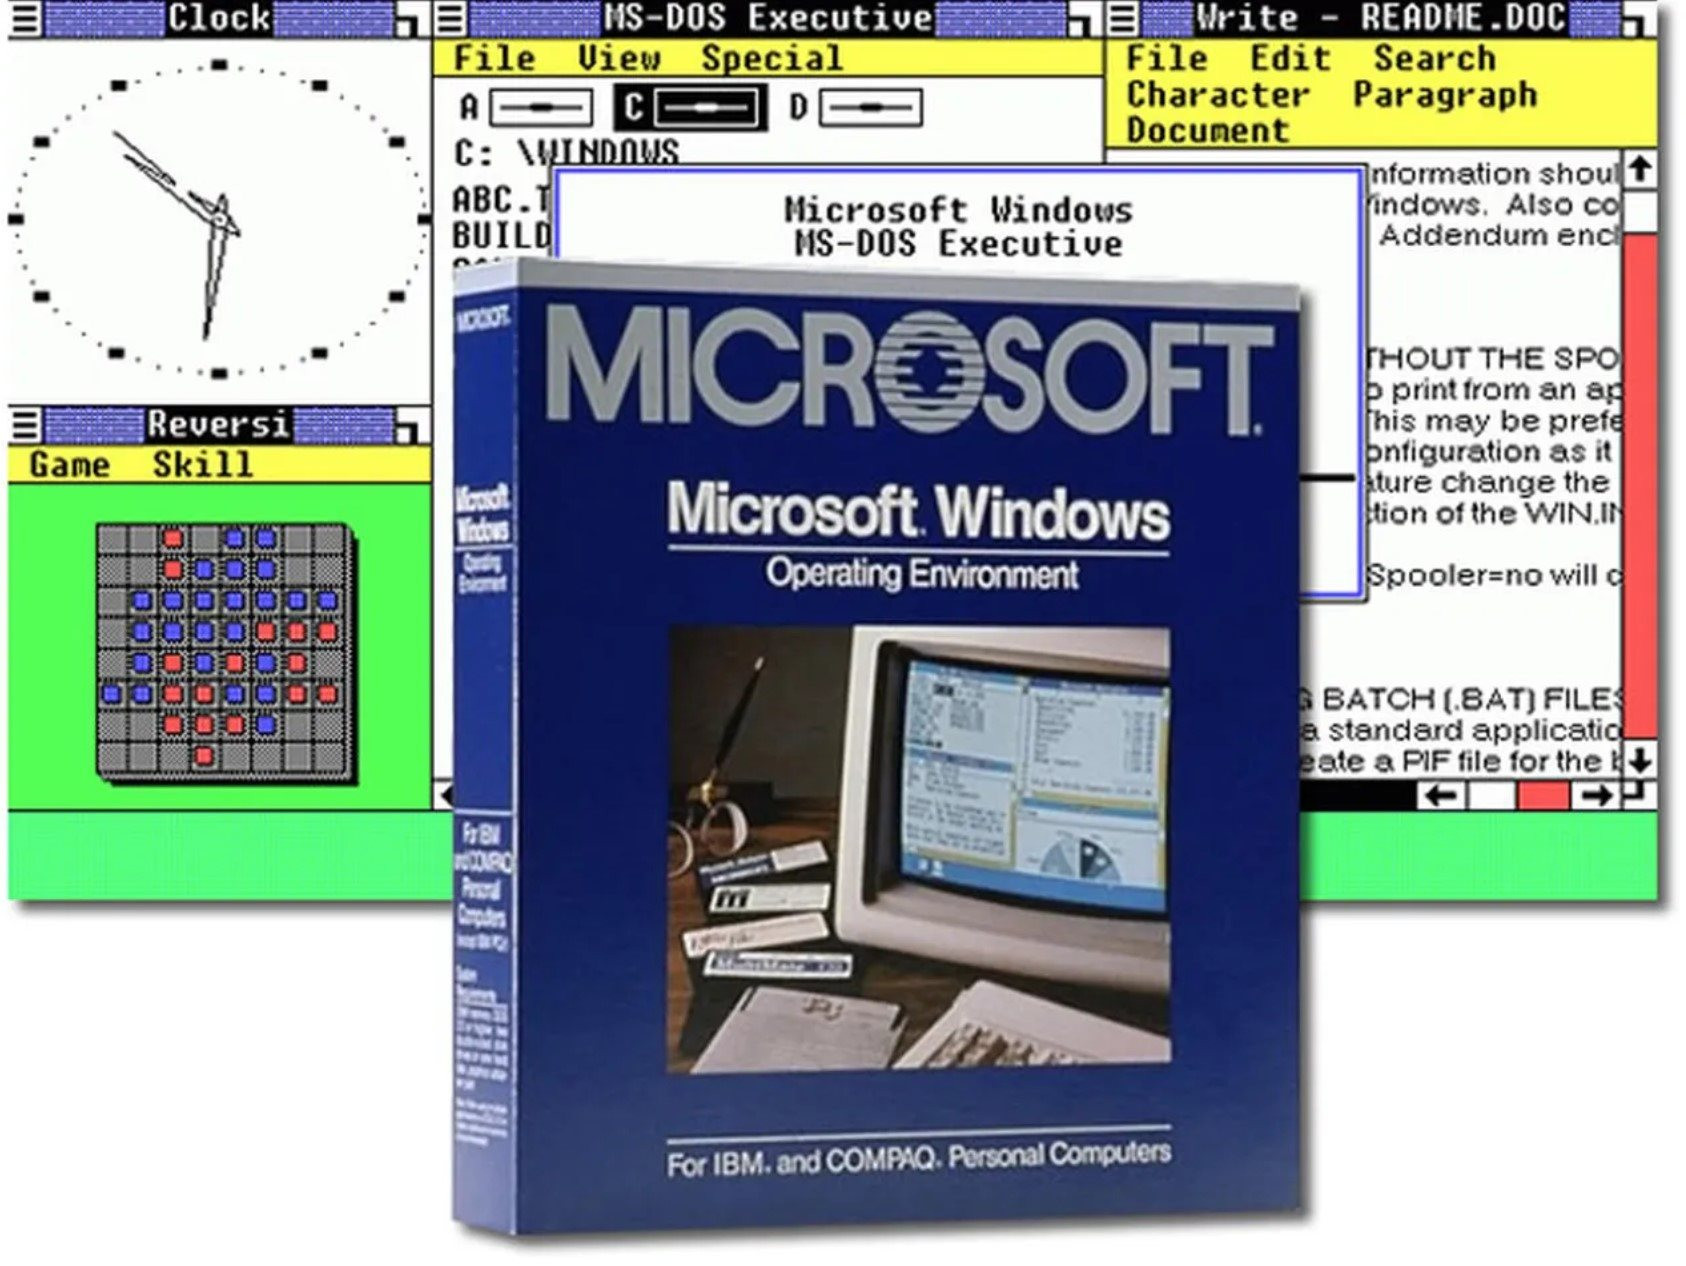 Clock
MS-DOS Executive
File View Special
A C D
C: \WINDOWS
ABC.T
BUILD
Microsoft Windows
MS-DOS Executive
Write - README.DOC
File Edit Search
Character Paragraph
Document
nformation shoul
indows. Also co
Addendum encl
THOUT THE SPO
o print from an ap
This may be prefe
onfiguration as it
ature change the
tion of the WIN.IN
Spooler=no will c
G BATCH (.BAT) FILES
a standard applicatio
eate a PIF file for the b
Reversi
Game Skill
MICROSOFT.
Microsoft
Windows
Operating
Environment
For IBM
and COMPAQ
Personal
Computers
MICROSOFT.
Microsoft. Windows
Operating Environment
For IBM. and COMPAQ. Personal Computers